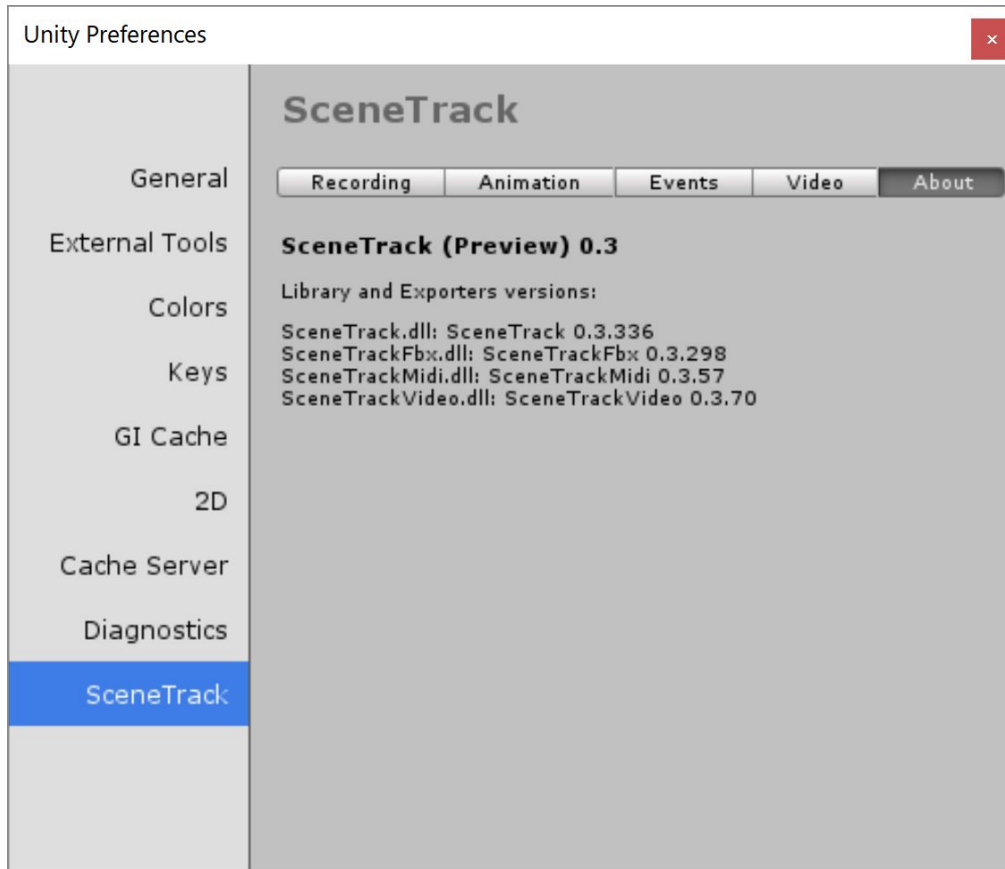 Unity Preferences
×
General
External Tools
Colors
Keys
GI Cache
2D
Cache Server
Diagnostics
SceneTrack
SceneTrack
Recording Animation Events Video About
SceneTrack (Preview) 0.3
Library and Exporters versions:
SceneTrack.dll: SceneTrack 0.3.336
SceneTrackFbx.dll: SceneTrackFbx 0.3.298
SceneTrackMidi.dll: SceneTrackMidi 0.3.57
SceneTrackVideo.dll: SceneTrackVideo 0.3.70